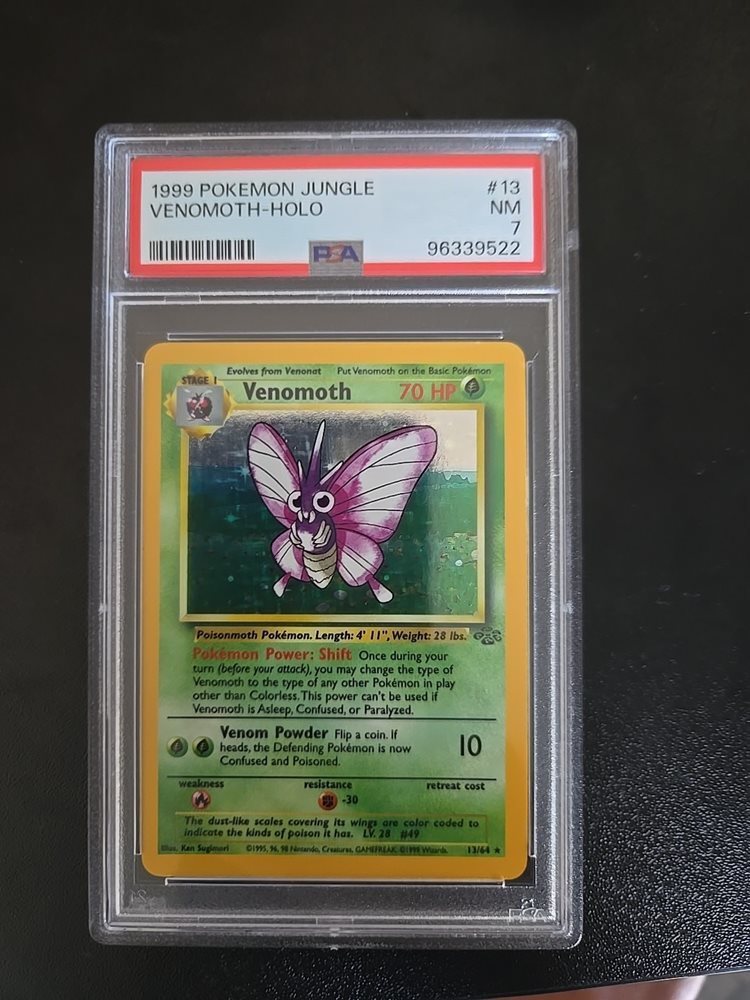 1999 POKEMON JUNGLE #13
VENOMOTH-HOLO NM
7
PSA 96339522
Evolves from Venonat Put Venomoth on the Basic Pokémon
STAGE 1
Venomoth 70 HP
Poisonmoth Pokémon. Length: 4' 11", Weight: 28 lbs.
Pokémon Power: Shift Once during your
turn (before your attack), you may change the type of
Venomoth to the type of any other Pokémon in play
other than Colorless. This power can't be used if
Venomoth is Asleep, Confused, or Paralyzed.
Venom Powder Flip a coin. If
heads, the Defending Pokémon is now 10
Confused and Poisoned.
weakness resistance retreat cost
-30
The dust-like scales covering its wings are color coded to
indicate the kinds of poison it has. LV. 28 #49
Illus. Ken Sugimori ©1995, 96, 98 Nintendo, Creatures, GAMEFREAK. ©1999 Wizards. 13/64 ★